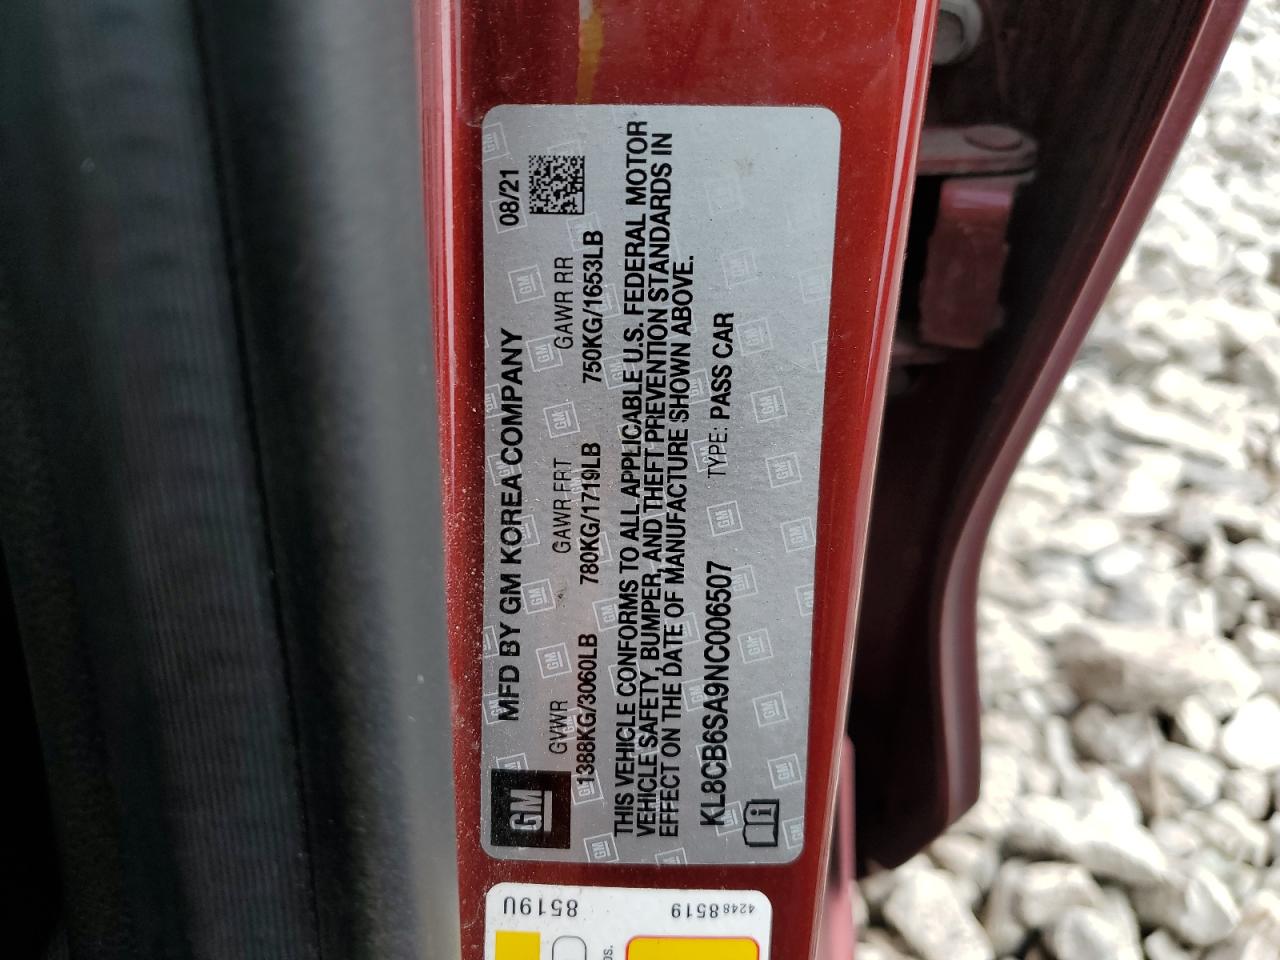 MFD BY GM KOREA COMPANY 08/21
GM
GVWR GAWR FRT GAWR RR
1388KG/3060LB 780KG/1719LB 750KG/1653LB
THIS VEHICLE CONFORMS TO ALL APPLICABLE U.S. FEDERAL MOTOR
VEHICLE SAFETY, BUMPER, AND THEFT PREVENTION STANDARDS IN
EFFECT ON THE DATE OF MANUFACTURE SHOWN ABOVE.
KL8CB6SA9NC006507 TYPE: PASS CAR
8519U
42488519